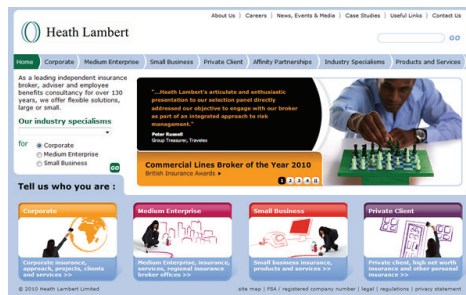 About Us | Careers | News, Events & Media | Case Studies | Useful Links | Contact Us
Heath Lambert
GO
Home Corporate Medium Enterprise Small Business Private Client Affinity Partnerships Industry Specialisms Products and Services
As a leading independent insurance
broker, adviser and employee
benefits consultancy for over 130
years, we offer flexible solutions,
large or small.
Our industry specialisms
for Corporate
Medium Enterprise
Small Business
GO
"...Heath Lambert's articulate and enthusiastic
presentation to our selection panel directly
addressed our objective to engage with our broker
as part of an integrated approach to risk
management."
Peter Russell
Group Treasurer, Travelex
Commercial Lines Broker of the Year 2010
British Insurance Awards
1 2 3 4
Tell us who you are :
Corporate
Medium Enterprise
Small Business
Private Client
Corporate insurance,
approach, projects, clients
and services >>
Medium Enterprise, insurance,
services, regional insurance
broker offices >>
Small business insurance,
products and services >>
Private client, high net worth
insurance and other personal
insurance >>
© 2010 Heath Lambert Limited
site map | FSA / registered company number | legal | regulations | privacy statement